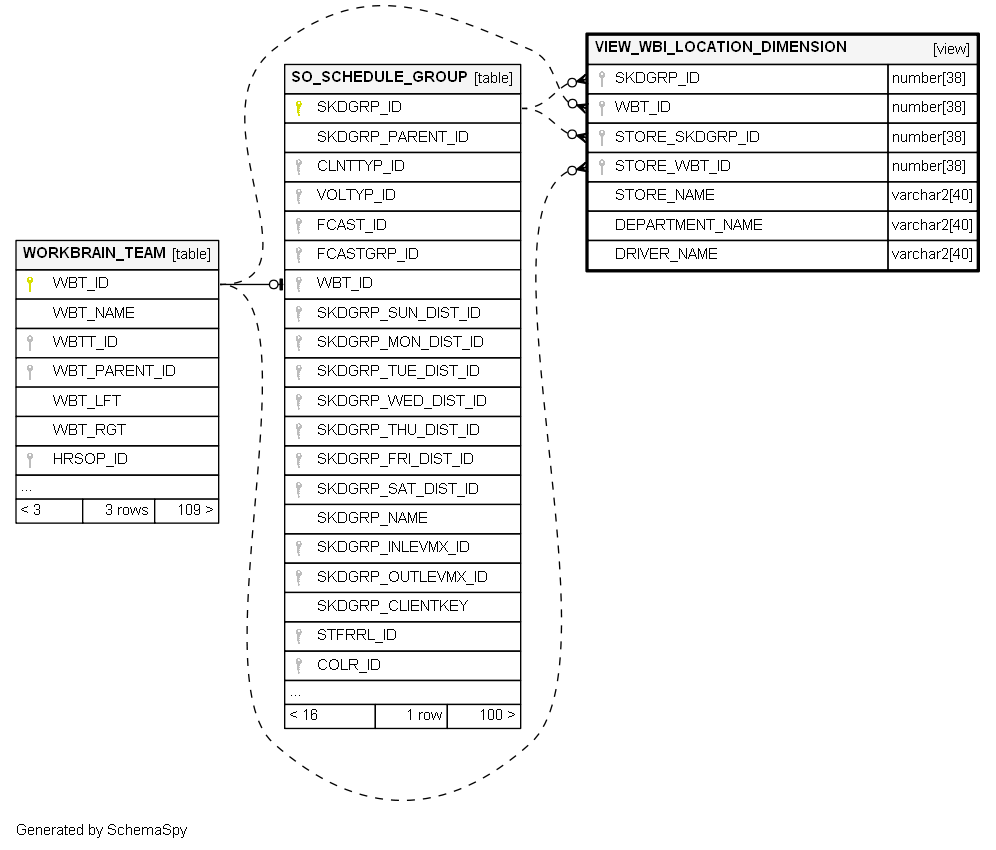 WORKBRAIN_TEAM [table]
WBT_ID
WBT_NAME
WBTT_ID
WBT_PARENT_ID
WBT_LFT
WBT_RGT
HRSOP_ID
...
< 3 3 rows 109 >
SO_SCHEDULE_GROUP [table]
SKDGRP_ID
SKDGRP_PARENT_ID
CLNTTYP_ID
VOLTYP_ID
FCAST_ID
FCASTGRP_ID
WBT_ID
SKDGRP_SUN_DIST_ID
SKDGRP_MON_DIST_ID
SKDGRP_TUE_DIST_ID
SKDGRP_WED_DIST_ID
SKDGRP_THU_DIST_ID
SKDGRP_FRI_DIST_ID
SKDGRP_SAT_DIST_ID
SKDGRP_NAME
SKDGRP_INLEVMX_ID
SKDGRP_OUTLEVMX_ID
SKDGRP_CLIENTKEY
STFRRL_ID
COLR_ID
...
< 16 1 row 100 >
VIEW_WBI_LOCATION_DIMENSION [view]
SKDGRP_ID number[38]
WBT_ID number[38]
STORE_SKDGRP_ID number[38]
STORE_WBT_ID number[38]
STORE_NAME varchar2[40]
DEPARTMENT_NAME varchar2[40]
DRIVER_NAME varchar2[40]
Generated by SchemaSpy